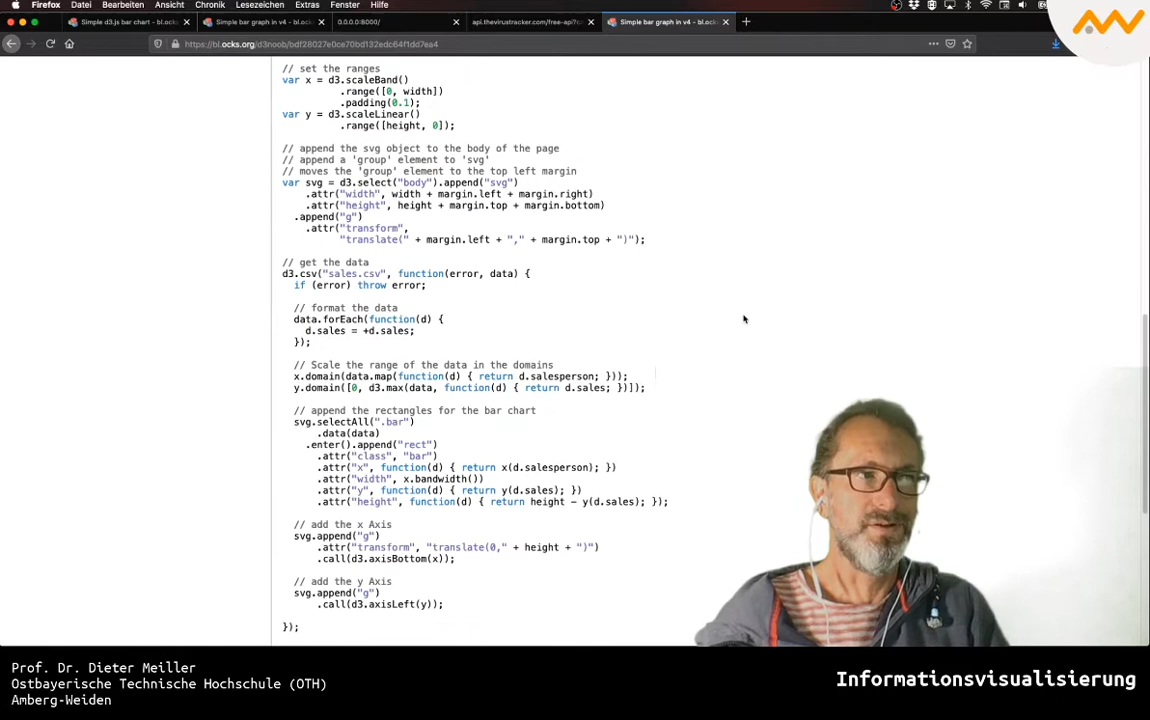 Firefox Datei Bearbeiten Ansicht Chronik Lesezeichen Extras Fenster Hilfe
Simple d3.js bar chart - bl.ocks
Simple bar graph in v4 - bl.ocks
0.0.0.0:8000/
api.thevirustracker.com/free-api?c
Simple bar graph in v4 - bl.ocks
https://bl.ocks.org/d3noob/bdf28027e0ce70bd132edc64f1dd7ea4
// set the ranges
var x = d3.scaleBand()
.range([0, width])
.padding(0.1);
var y = d3.scaleLinear()
.range([height, 0]);
// append the svg object to the body of the page
// append a 'group' element to 'svg'
// moves the 'group' element to the top left margin
var svg = d3.select("body").append("svg")
.attr("width", width + margin.left + margin.right)
.attr("height", height + margin.top + margin.bottom)
.append("g")
.attr("transform",
"translate(" + margin.left + "," + margin.top + ")");
// get the data
d3.csv("sales.csv", function(error, data) {
if (error) throw error;
// format the data
data.forEach(function(d) {
d.sales = +d.sales;
});
// Scale the range of the data in the domains
x.domain(data.map(function(d) { return d.salesperson; }));
y.domain([0, d3.max(data, function(d) { return d.sales; })]);
// append the rectangles for the bar chart
svg.selectAll(".bar")
.data(data)
.enter().append("rect")
.attr("class", "bar")
.attr("x", function(d) { return x(d.salesperson); })
.attr("width", x.bandwidth())
.attr("y", function(d) { return y(d.sales); })
.attr("height", function(d) { return height - y(d.sales); });
// add the x Axis
svg.append("g")
.attr("transform", "translate(0," + height + ")")
.call(d3.axisBottom(x));
// add the y Axis
svg.append("g")
.call(d3.axisLeft(y));
});
Prof. Dr. Dieter Meiller
Ostbayerische Technische Hochschule (OTH)
Amberg-Weiden
Informationsvisualisierung